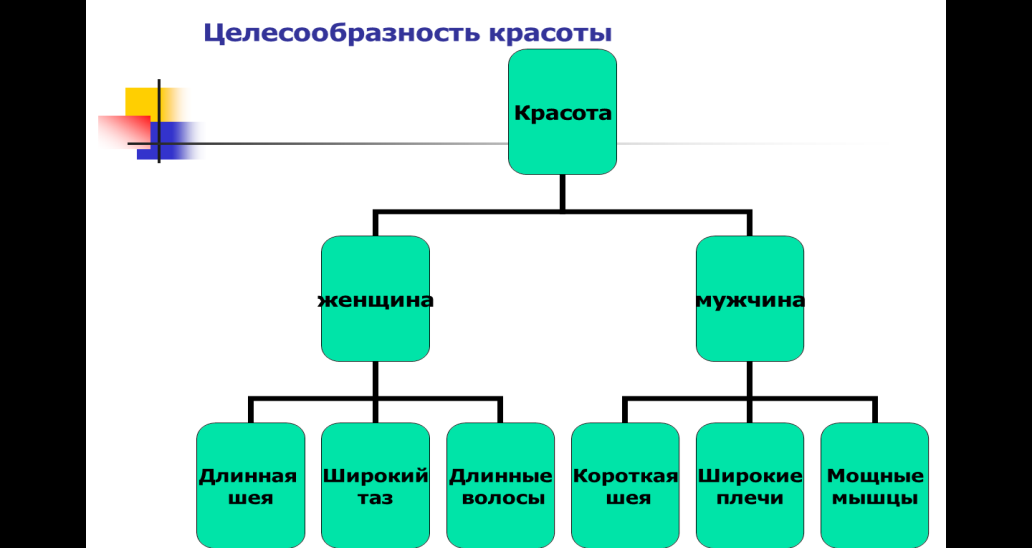 Целесообразность красоты
Красота
женщина
мужчина
Длинная
шея
Широкий
таз
Длинные
волосы
Короткая
шея
Широкие
плечи
Мощные
мышцы